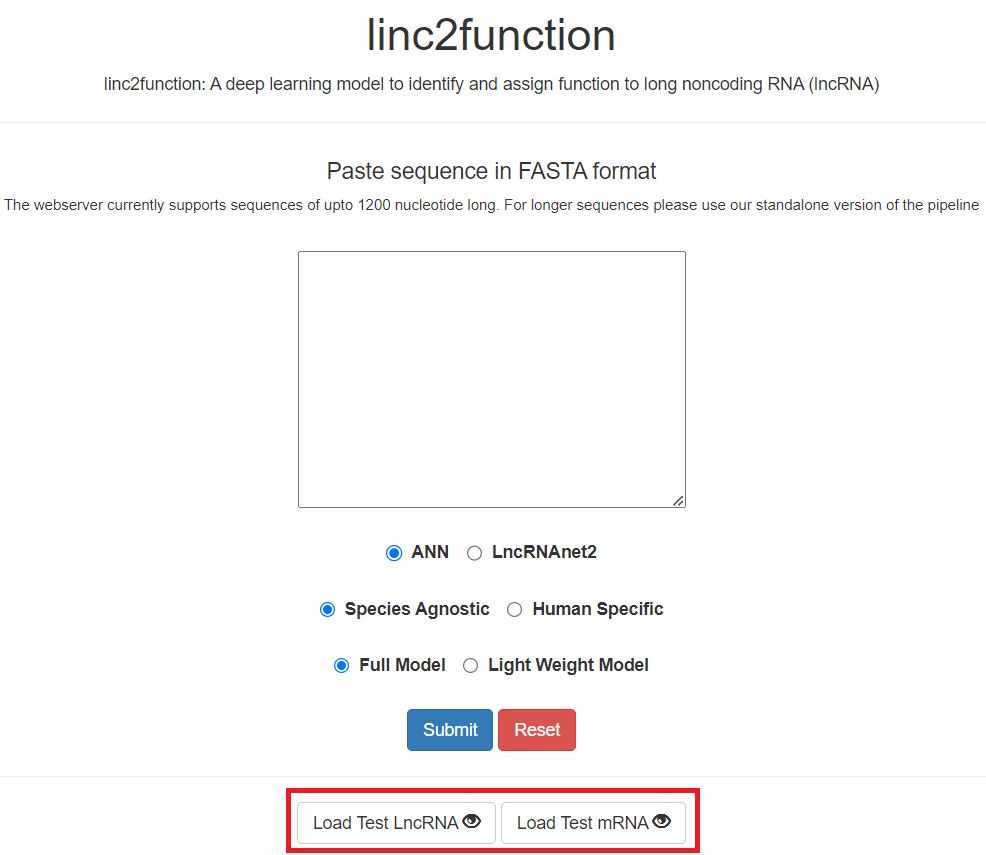 linc2function
linc2function: A deep learning model to identify and assign function to long noncoding RNA (lncRNA)
Paste sequence in FASTA format
The webserver currently supports sequences of upto 1200 nucleotide long. For longer sequences please use our standalone version of the pipeline
ANN LncRNAnet2
Species Agnostic Human Specific
Full Model Light Weight Model
Submit Reset
Load Test LncRNA Load Test mRNA